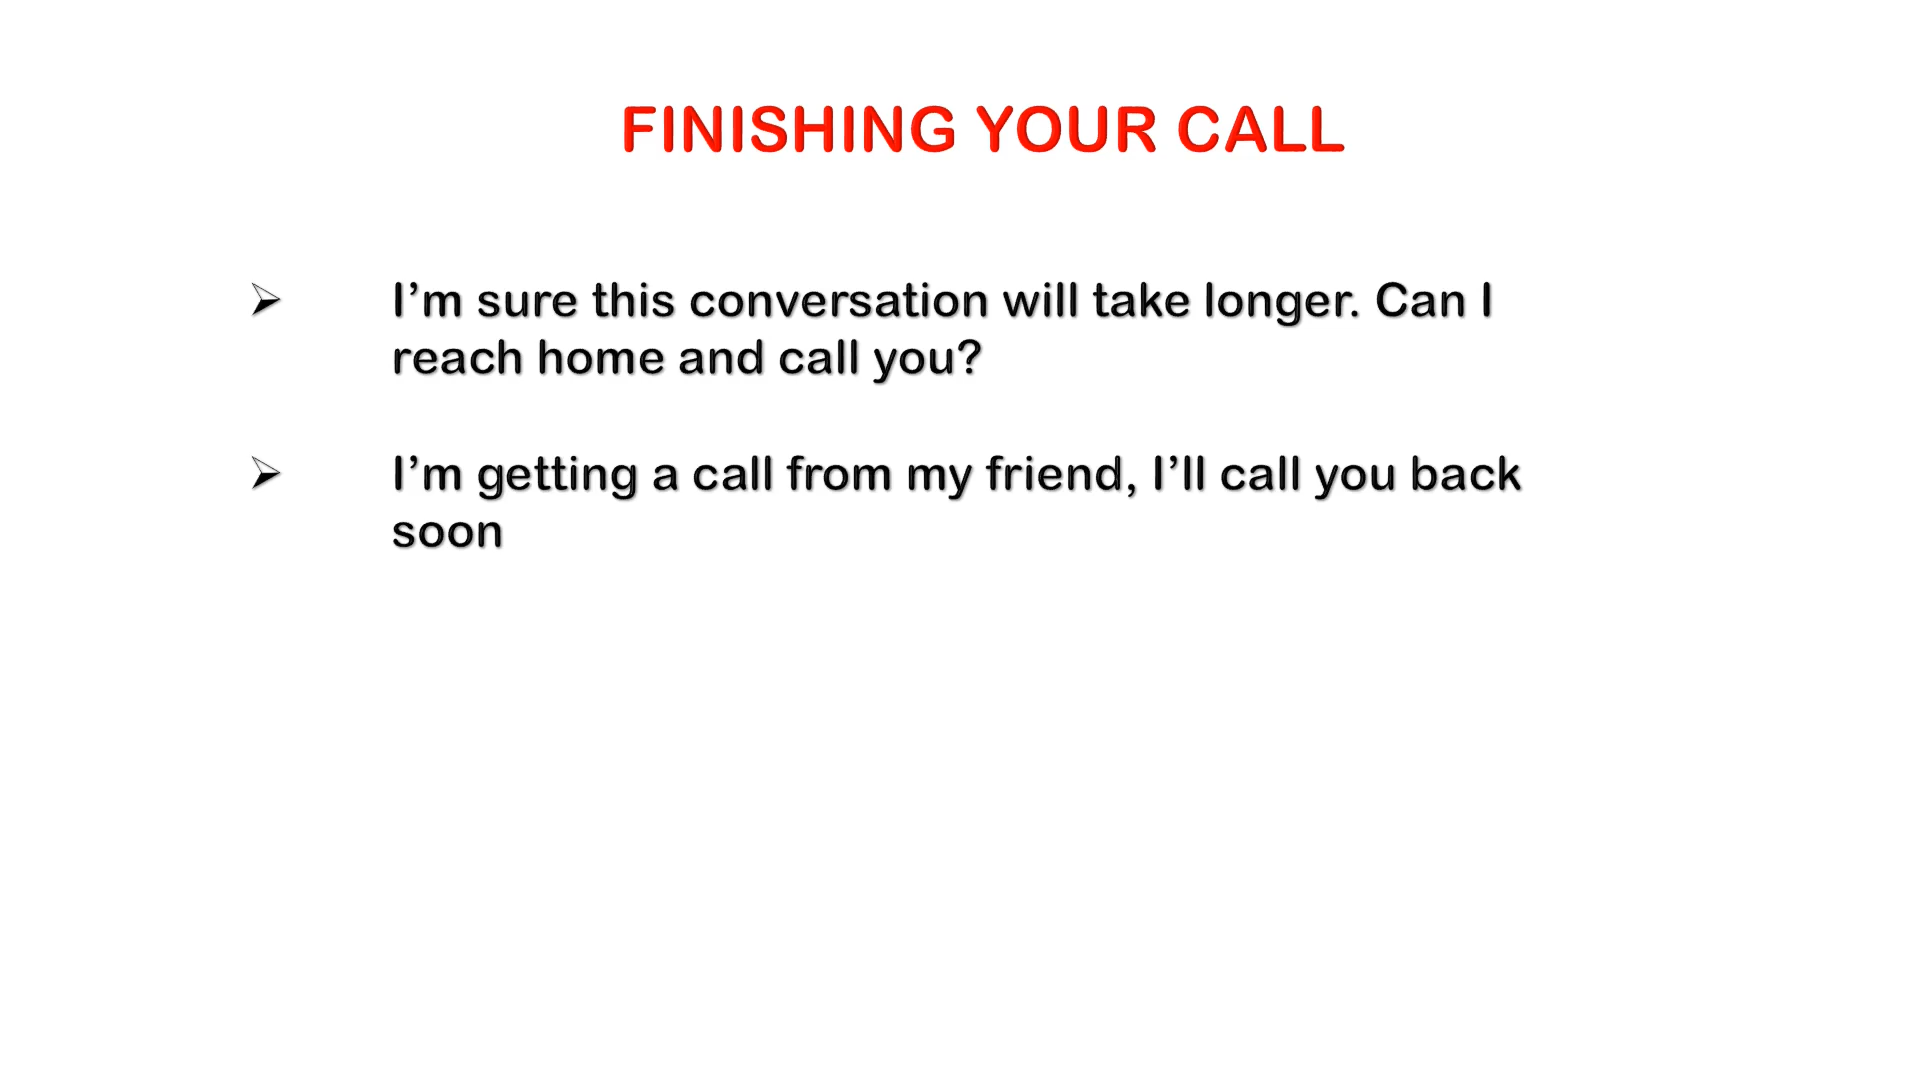 FINISHING YOUR CALL
➢ I’m sure this conversation will take longer. Can I
reach home and call you?
➢ I’m getting a call from my friend, I’ll call you back
soon